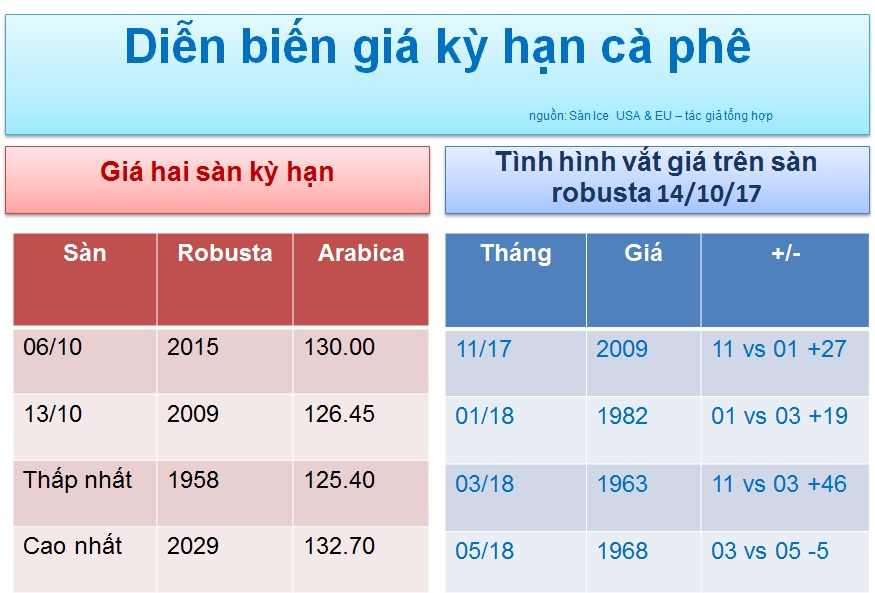 Diễn biến giá kỳ hạn cà phê
nguồn: Sàn Ice USA & EU – tác giả tổng hợp
Giá hai sàn kỳ hạn
Sàn Robusta Arabica
06/10 2015 130.00
13/10 2009 126.45
Thấp nhất 1958 125.40
Cao nhất 2029 132.70
Tình hình vắt giá trên sàn
robusta 14/10/17
Tháng Giá +/-
11/17 2009 11 vs 01 +27
01/18 1982 01 vs 03 +19
03/18 1963 11 vs 03 +46
05/18 1968 03 vs 05 -5